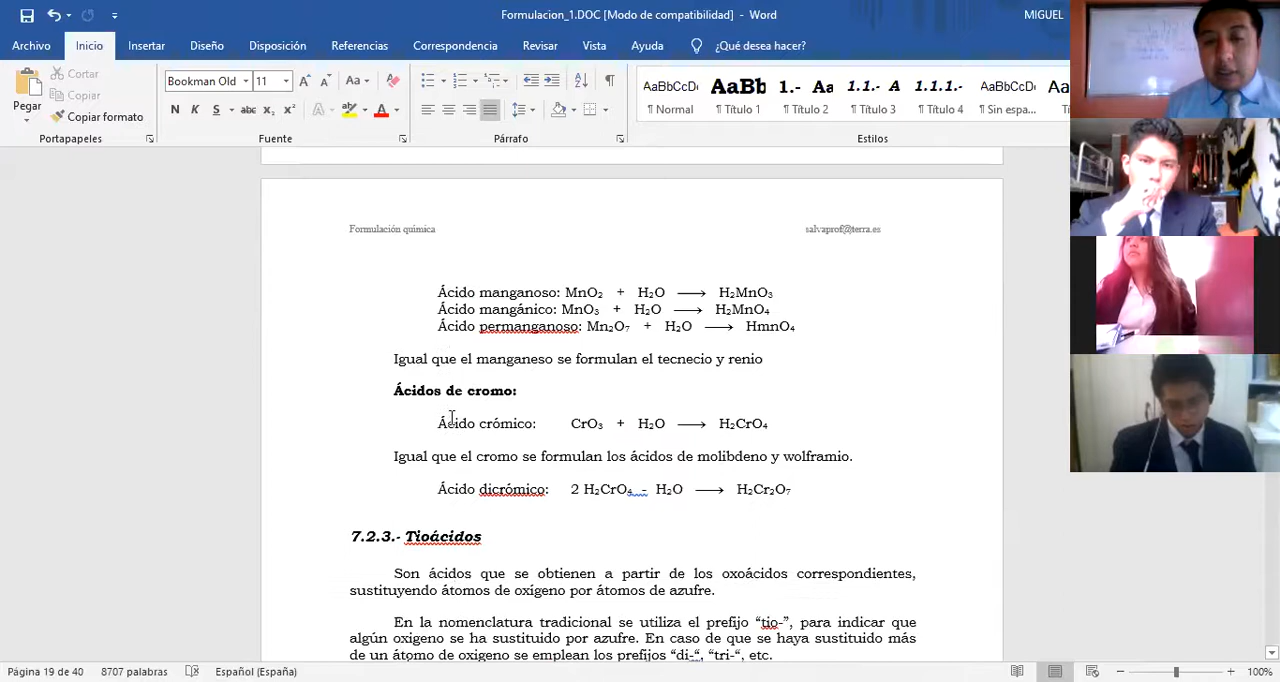 Formulacion_1.DOC [Modo de compatibilidad] - Word
MIGUEL
Archivo Inicio Insertar Diseño Disposición Referencias Correspondencia Revisar Vista Ayuda ¿Qué desea hacer?
Pegar
Cortar
Copiar
Copiar formato
Bookman Old 11
N K S abc x₂ x²
AaBbCcD
¶ Normal
AaBb
¶ Título 1
1.- Aa
¶ Título 2
1.1.- A
¶ Título 3
1.1.1.-
¶ Título 4
AaBbCcDc
¶ Sin espa...
Aa
¶
Portapapeles Fuente Párrafo Estilos
Formulación química salvaprof@terra.es
Ácido manganoso: MnO₂ + H₂O ⟶ H₂MnO₃
Ácido mangánico: MnO₃ + H₂O ⟶ H₂MnO₄
Ácido permanganoso: Mn₂O₇ + H₂O ⟶ HmnO₄
Igual que el manganeso se formulan el tecnecio y renio
Ácidos de cromo:
Ácido crómico: CrO₃ + H₂O ⟶ H₂CrO₄
Igual que el cromo se formulan los ácidos de molibdeno y wolframio.
Ácido dicrómico: 2 H₂CrO₄ - H₂O ⟶ H₂Cr₂O₇
7.2.3.- Tioácidos
Son ácidos que se obtienen a partir de los oxoácidos correspondientes,
sustituyendo átomos de oxígeno por átomos de azufre.
En la nomenclatura tradicional se utiliza el prefijo “tio-”, para indicar que
algún oxigeno se ha sustituido por azufre. En caso de que se haya sustituido más
de un átomo de oxigeno se emplean los prefijos “di-“, “tri-“, etc.
Página 19 de 40 8707 palabras Español (España) 100%